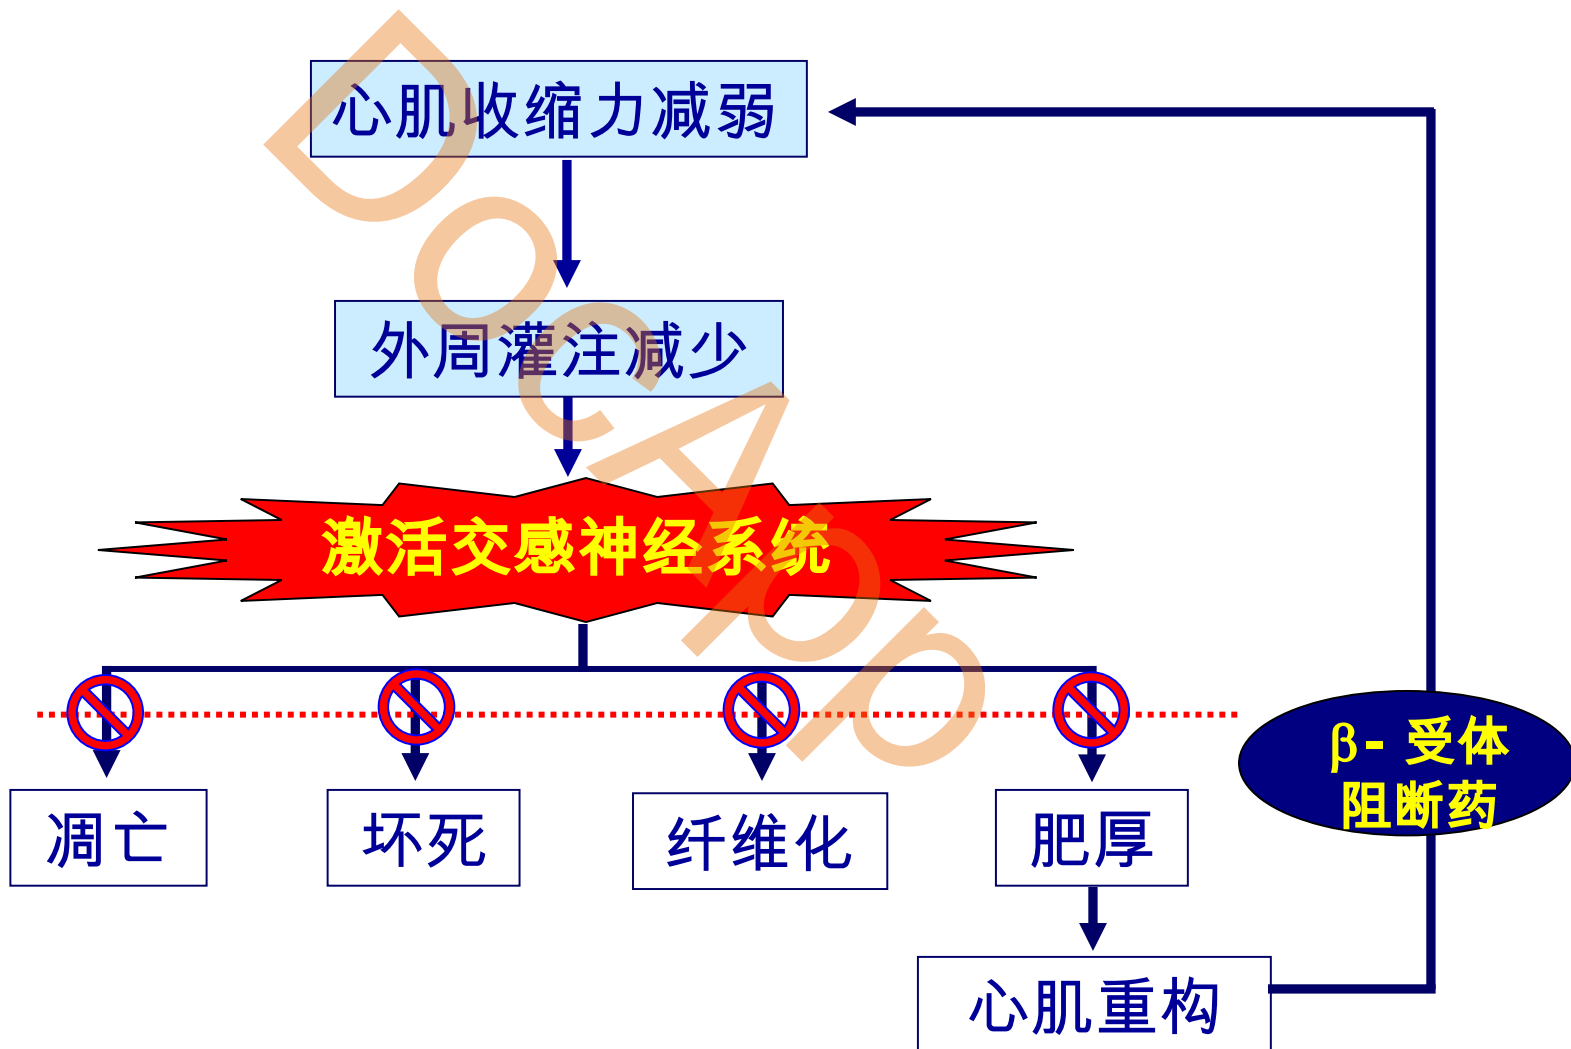 心肌收缩力减弱
外周灌注减少
激活交感神经系统
凋亡
坏死
纤维化
肥厚
β- 受体
阻断药
心肌重构
DocApp